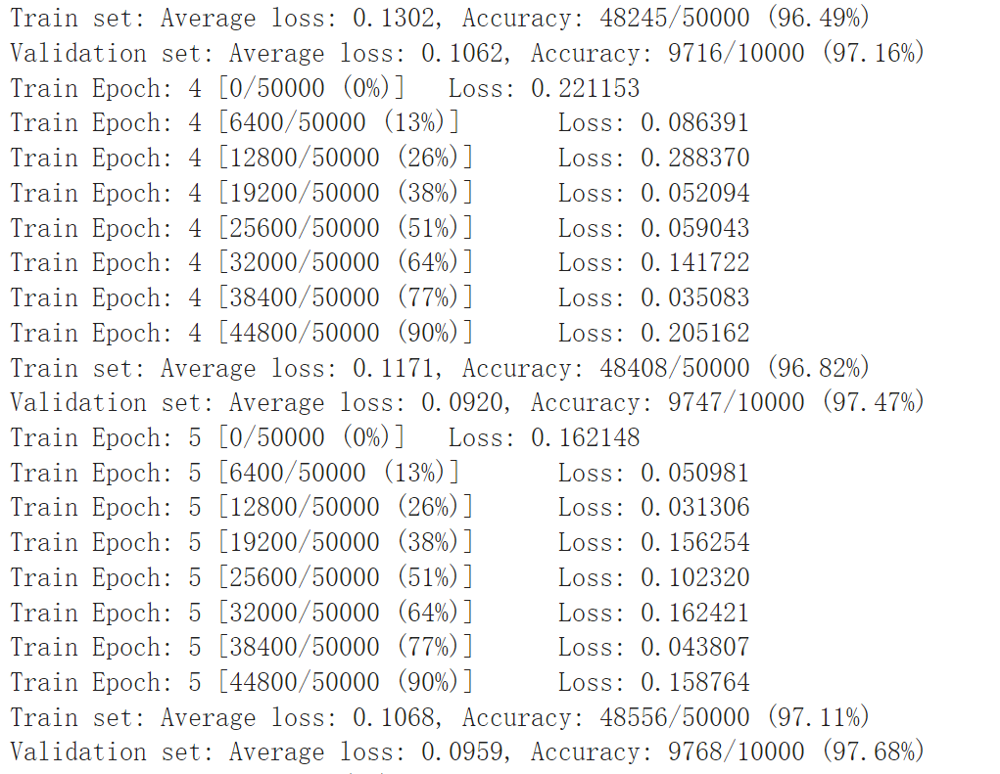 Train set: Average loss: 0.1302, Accuracy: 48245/50000 (96.49%)
Validation set: Average loss: 0.1062, Accuracy: 9716/10000 (97.16%)
Train Epoch: 4 [0/50000 (0%)]   Loss: 0.221153
Train Epoch: 4 [6400/50000 (13%)]       Loss: 0.086391
Train Epoch: 4 [12800/50000 (26%)]      Loss: 0.288370
Train Epoch: 4 [19200/50000 (38%)]      Loss: 0.052094
Train Epoch: 4 [25600/50000 (51%)]      Loss: 0.059043
Train Epoch: 4 [32000/50000 (64%)]      Loss: 0.141722
Train Epoch: 4 [38400/50000 (77%)]      Loss: 0.035083
Train Epoch: 4 [44800/50000 (90%)]      Loss: 0.205162
Train set: Average loss: 0.1171, Accuracy: 48408/50000 (96.82%)
Validation set: Average loss: 0.0920, Accuracy: 9747/10000 (97.47%)
Train Epoch: 5 [0/50000 (0%)]   Loss: 0.162148
Train Epoch: 5 [6400/50000 (13%)]       Loss: 0.050981
Train Epoch: 5 [12800/50000 (26%)]      Loss: 0.031306
Train Epoch: 5 [19200/50000 (38%)]      Loss: 0.156254
Train Epoch: 5 [25600/50000 (51%)]      Loss: 0.102320
Train Epoch: 5 [32000/50000 (64%)]      Loss: 0.162421
Train Epoch: 5 [38400/50000 (77%)]      Loss: 0.043807
Train Epoch: 5 [44800/50000 (90%)]      Loss: 0.158764
Train set: Average loss: 0.1068, Accuracy: 48556/50000 (97.11%)
Validation set: Average loss: 0.0959, Accuracy: 9768/10000 (97.68%)